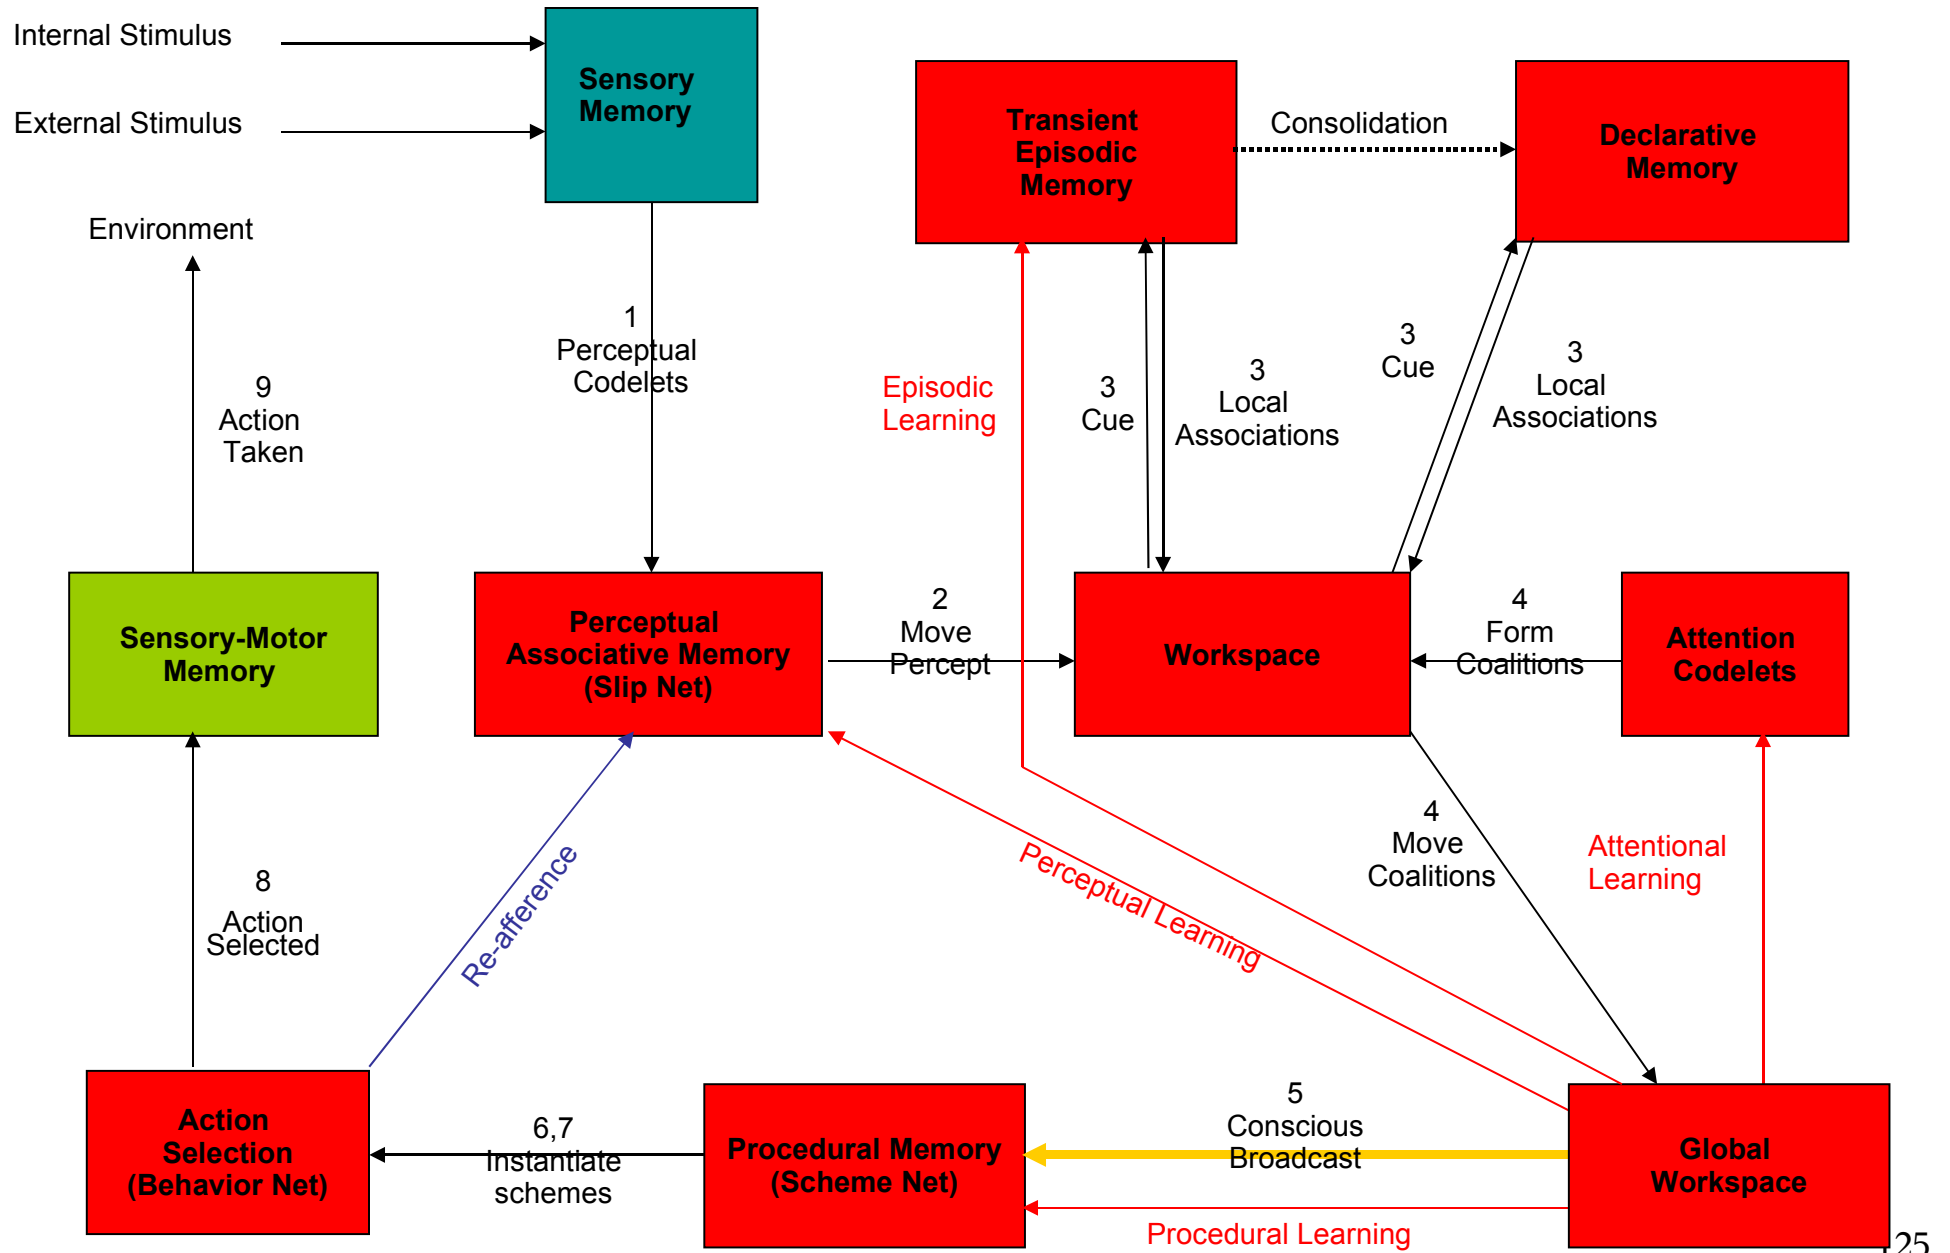 Internal Stimulus
External Stimulus
Sensory
Memory
Transient
Episodic
Memory
Consolidation
Declarative
Memory
Environment
1
Perceptual
Codelets
9
Action
Taken
Episodic
Learning
3
Cue
3
Local
Associations
3
Cue
3
Local
Associations
Sensory-Motor
Memory
Perceptual
Associative Memory
(Slip Net)
2
Move
Percept
Workspace
4
Form
Coalitions
Attention
Codelets
4
Move
Coalitions
Attentional
Learning
Perceptual Learning
Re-afference
8
Action
Selected
Action
Selection
(Behavior Net)
6,7
Instantiate
schemes
Procedural Memory
(Scheme Net)
5
Conscious
Broadcast
Procedural Learning
Global
Workspace
25